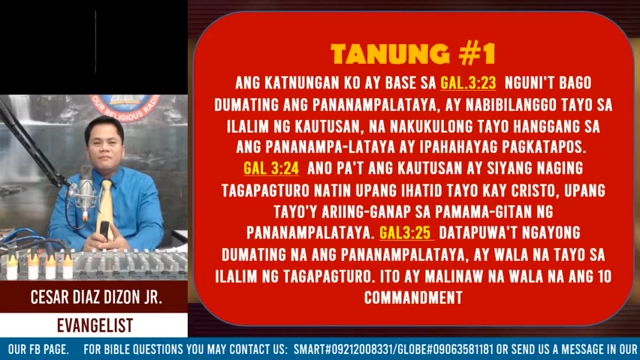 TANUNG #1
ANG KATNUNGAN KO AY BASE SA GAL.3:23 NGUNI'T BAGO
DUMATING ANG PANANAMPALATAYA, AY NABIBILANGGO TAYO SA
ILALIM NG KAUTUSAN, NA NAKUKULONG TAYO HANGGANG SA
ANG PANANAMPA-LATAYA AY IPAHAHAYAG PAGKATAPOS.
GAL 3:24 ANO PA'T ANG KAUTUSAN AY SIYANG NAGING
TAGAPAGTURO NATIN UPANG IHATID TAYO KAY CRISTO, UPANG
TAYO'Y ARIING-GANAP SA PAMAMA-GITAN NG
PANANAMPALATAYA. GAL3:25 DATAPUWA'T NGAYONG
DUMATING NA ANG PANANAMPALATAYA, AY WALA NA TAYO SA
ILALIM NG TAGAPAGTURO. ITO AY MALINAW NA WALA NA ANG 10
COMMANDMENT
CESAR DIAZ DIZON JR.
EVANGELIST
OUR FB PAGE. FOR BIBLE QUESTIONS YOU MAY CONTACT US: SMART#09212008331/GLOBE#09063581181 OR SEND US A MESSAGE IN OUR